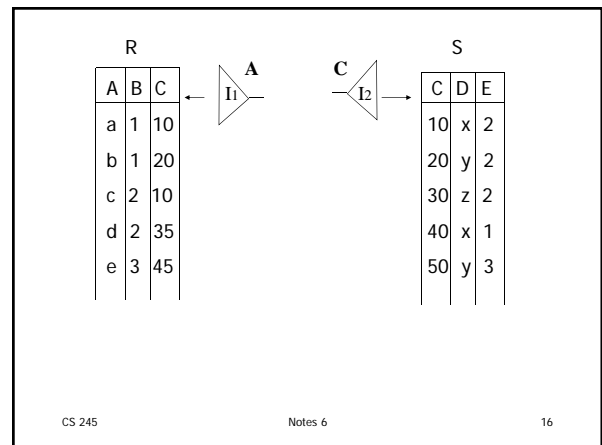 R
A B C
a 1 10
b 1 20
c 2 10
d 2 35
e 3 45
A
I1
C
I2
S
C D E
10 x 2
20 y 2
30 z 2
40 x 1
50 y 3
CS 245 Notes 6 16